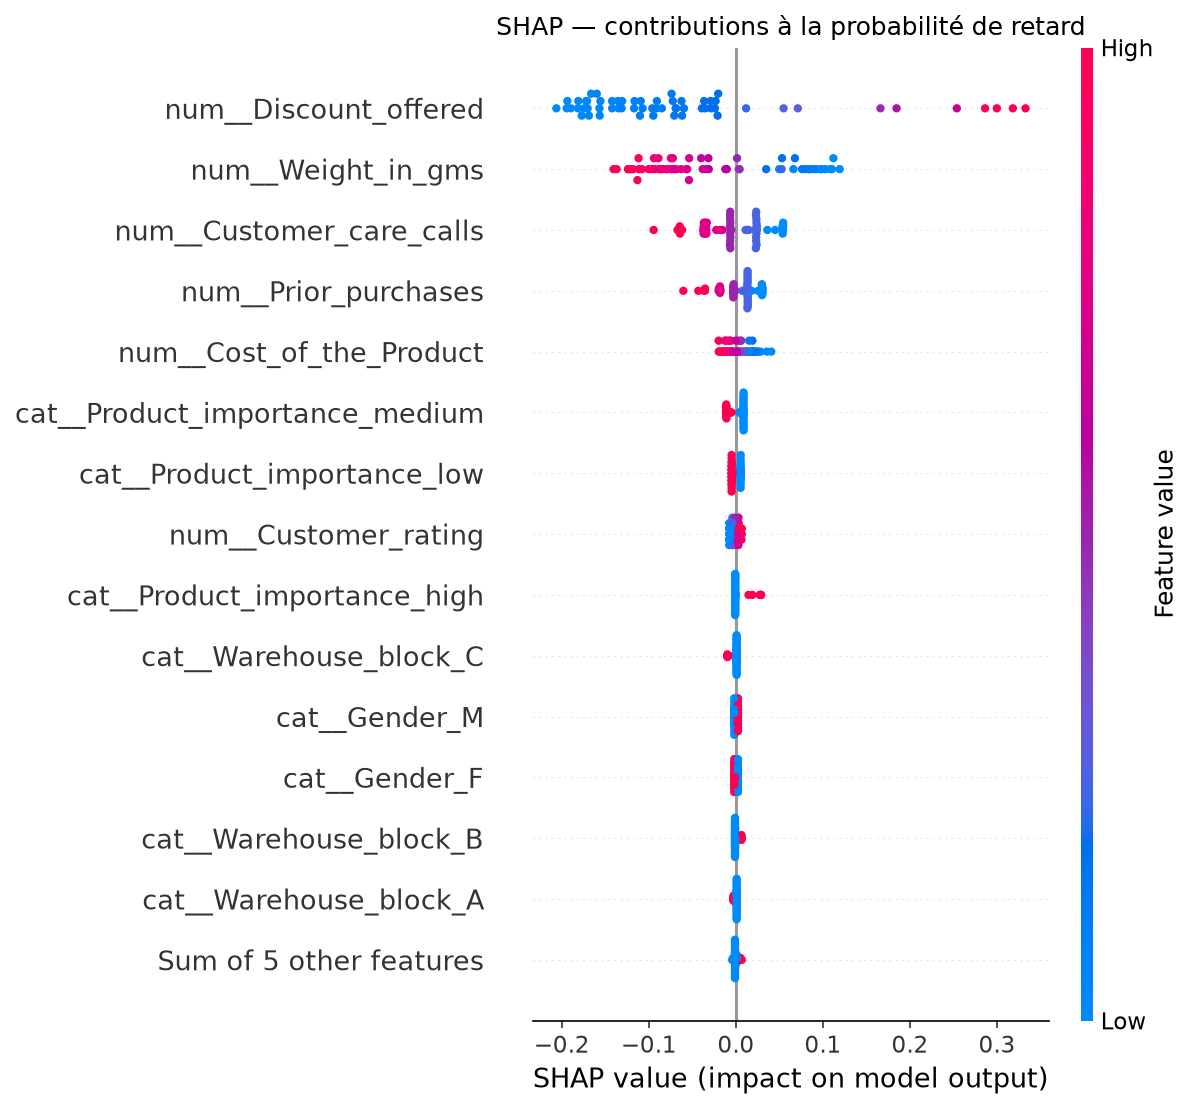 SHAP — contributions à la probabilité de retard
High
num__Discount_offered
num__Weight_in_gms
num__Customer_care_calls
num__Prior_purchases
num__Cost_of_the_Product
cat__Product_importance_medium
cat__Product_importance_low
num__Customer_rating
cat__Product_importance_high
cat__Warehouse_block_C
cat__Gender_M
cat__Gender_F
cat__Warehouse_block_B
cat__Warehouse_block_A
Sum of 5 other features
Feature value
Low
−0.2 −0.1 0.0 0.1 0.2 0.3
SHAP value (impact on model output)